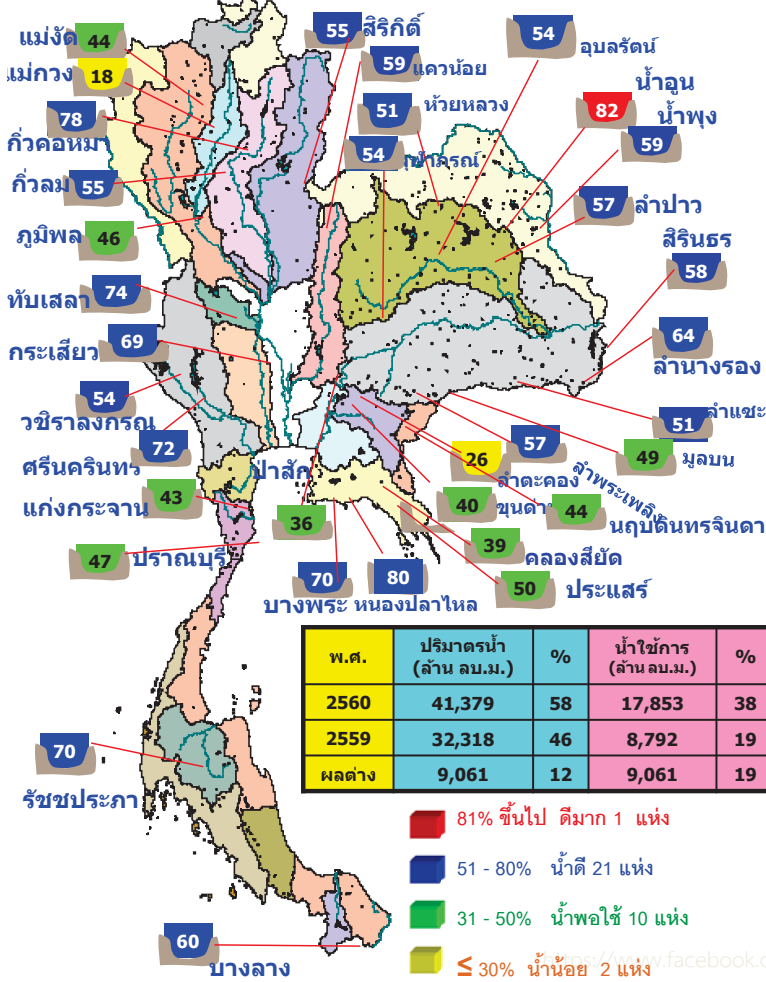 55 สิริกิติ์
54 อุบลรัตน์
แม่งัด 44
59 แควน้อย
แม่กวง 18
น้ำอูน
82
51 ห้วยหลวง
น้ำพุง
59
78
กิ่วคอหมา
54
กิ่วลม 55
57 ลำปาว
ภูมิพล 46
สิรินธร
58
ทับเสลา 74
กระเสียว 69
64
ลำนางรอง
54
วชิราลงกรณ
51 ลำแซะ
72
ศรีนครินทร
57
26
ลำตะคอง
49 มูลบน
ป่าสัก
ลำพระเพลิง
43
แก่งกระจาน
40
44
นฤบดินทรจินดา
36
39
คลองสียัด
47 ปราณบุรี
70
บางพระ
80
หนองปลาไหล
50 ประแสร์
พ.ศ. ปริมาตรน้ำ (ล้าน ลบ.ม.) % น้ำใช้การ (ล้าน ลบ.ม.) %
2560 41,379 58 17,853 38
2559 32,318 46 8,792 19
ผลต่าง 9,061 12 9,061 19
70
รัชชประภา
81% ขึ้นไป ดีมาก 1 แห่ง
51 - 80% น้ำดี 21 แห่ง
31 - 50% น้ำพอใช้ 10 แห่ง
≤ 30% น้ำน้อย 2 แห่ง
60
บางลาง